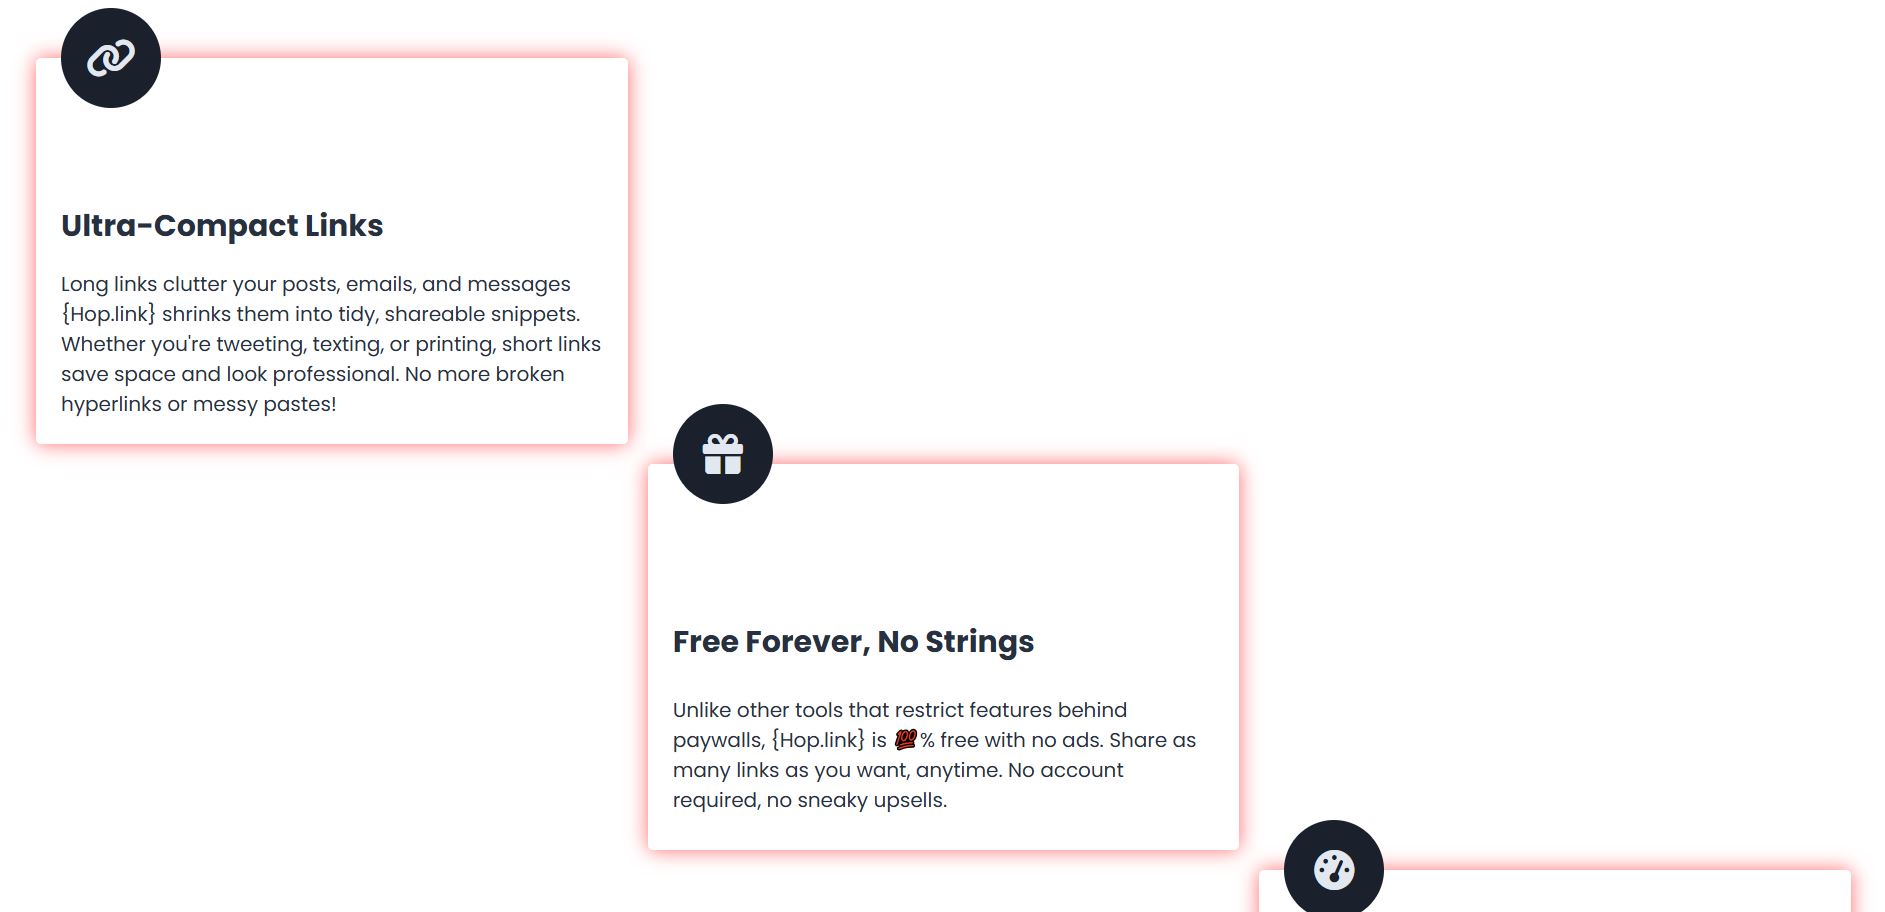 Ultra-Compact Links
Long links clutter your posts, emails, and messages
{Hop.link} shrinks them into tidy, shareable snippets.
Whether you're tweeting, texting, or printing, short links
save space and look professional. No more broken
hyperlinks or messy pastes!
Free Forever, No Strings
Unlike other tools that restrict features behind
paywalls, {Hop.link} is 💯% free with no ads. Share as
many links as you want, anytime. No account
required, no sneaky upsells.